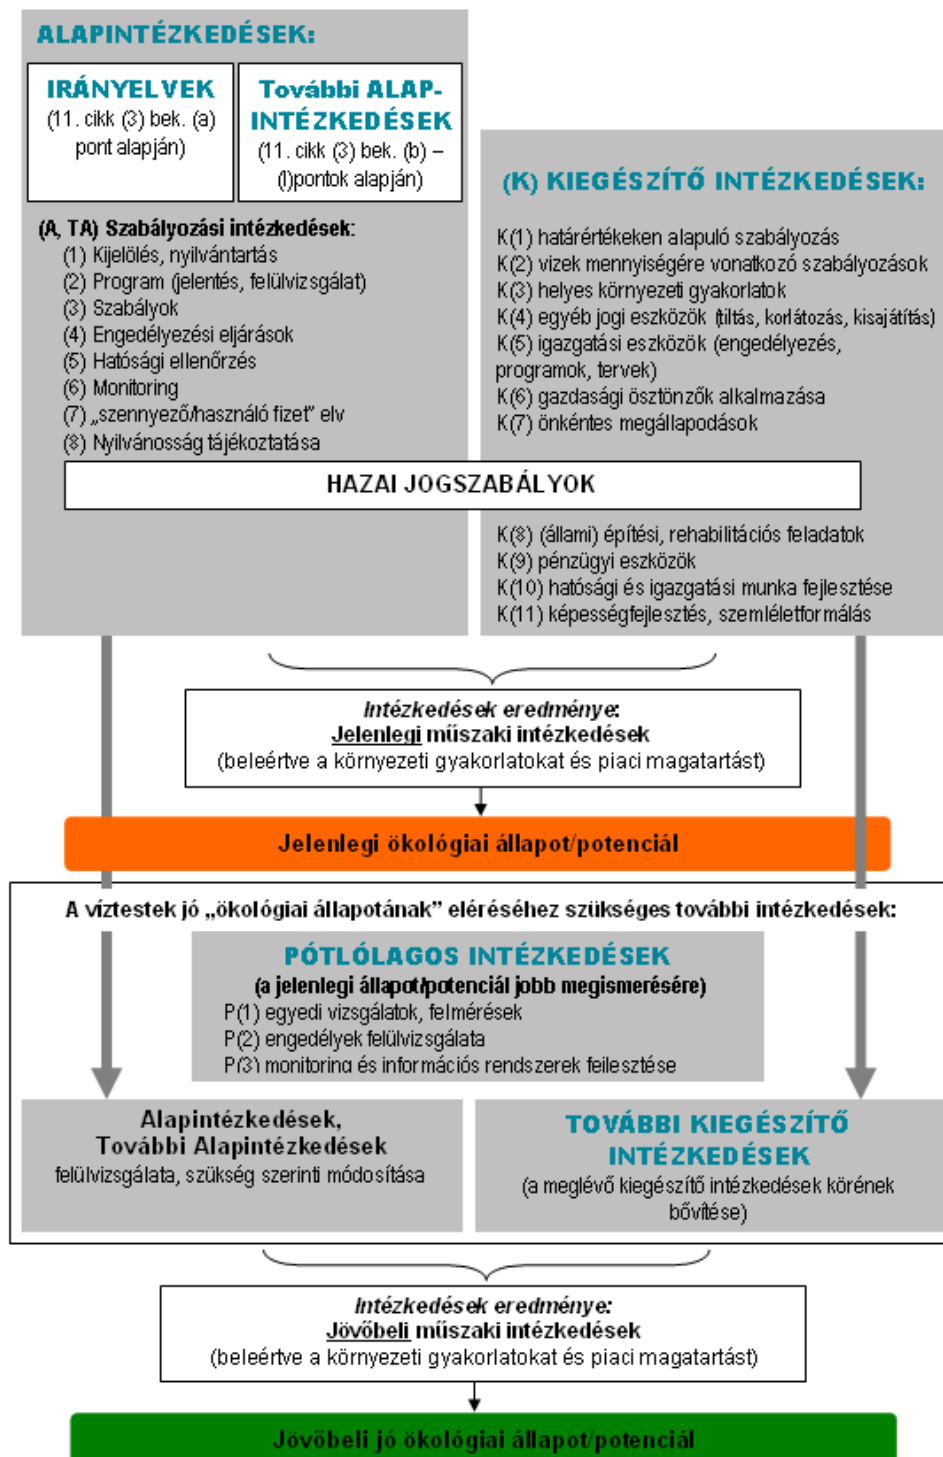 ALAPINTÉZKEDÉSEK:
IRÁNYELVEK
(11. cikk (3) bek. (a)
pont alapján)
További ALAP-
INTÉZKEDÉSEK
(11. cikk (3) bek. (b) –
(l)pontok alapján)
(A, TA) Szabályozási intézkedések:
(1) Kijelölés, nyilvántartás
(2) Program (jelentés, felülvizsgálat)
(3) Szabályok
(4) Engedélyezési eljárások
(5) Hatósági ellenőrzés
(6) Monitoring
(7) „szennyező/használó fizet” elv
(8) Nyilvánosság tájékoztatása
(K) KIEGÉSZÍTŐ INTÉZKEDÉSEK:
K(1) határértékeken alapuló szabályozás
K(2) vizek mennyiségére vonatkozó szabályozások
K(3) helyes környezeti gyakorlatok
K(4) egyéb jogi eszközök (tiltás, korlátozás, kisajátítás)
K(5) igazgatási eszközök (engedélyezés,
programok, tervek)
K(6) gazdasági ösztönzők alkalmazása
K(7) önkéntes megállapodások
HAZAI JOGSZABÁLYOK
K(8) (állami) építési, rehabilitációs feladatok
K(9) pénzügyi eszközök
K(10) hatósági és igazgatási munka fejlesztése
K(11) képességfejlesztés, szemléletformálás
Intézkedések eredménye:
Jelenlegi műszaki intézkedések
(beleértve a környezeti gyakorlatokat és piaci magatartást)
Jelenlegi ökológiai állapot/potenciál
A víztestek jó „ökológiai állapotának” eléréséhez szükséges további intézkedések:
PÓTLÓLAGOS INTÉZKEDÉSEK
(a jelenlegi állapot/potenciál jobb megismerésére)
P(1) egyedi vizsgálatok, felmérések
P(2) engedélyek felülvizsgálata
P(3) monitoring és információs rendszerek fejlesztése
Alapintézkedések,
További Alapintézkedések
felülvizsgálata, szükség szerinti módosítása
TOVÁBBI KIEGÉSZÍTŐ
INTÉZKEDÉSEK
(a meglévő kiegészítő intézkedések körének
bővítése)
Intézkedések eredménye:
Jövőbeli műszaki intézkedések
(beleértve a környezeti gyakorlatokat és piaci magatartást)
Jövőbeli jó ökológiai állapot/potenciál